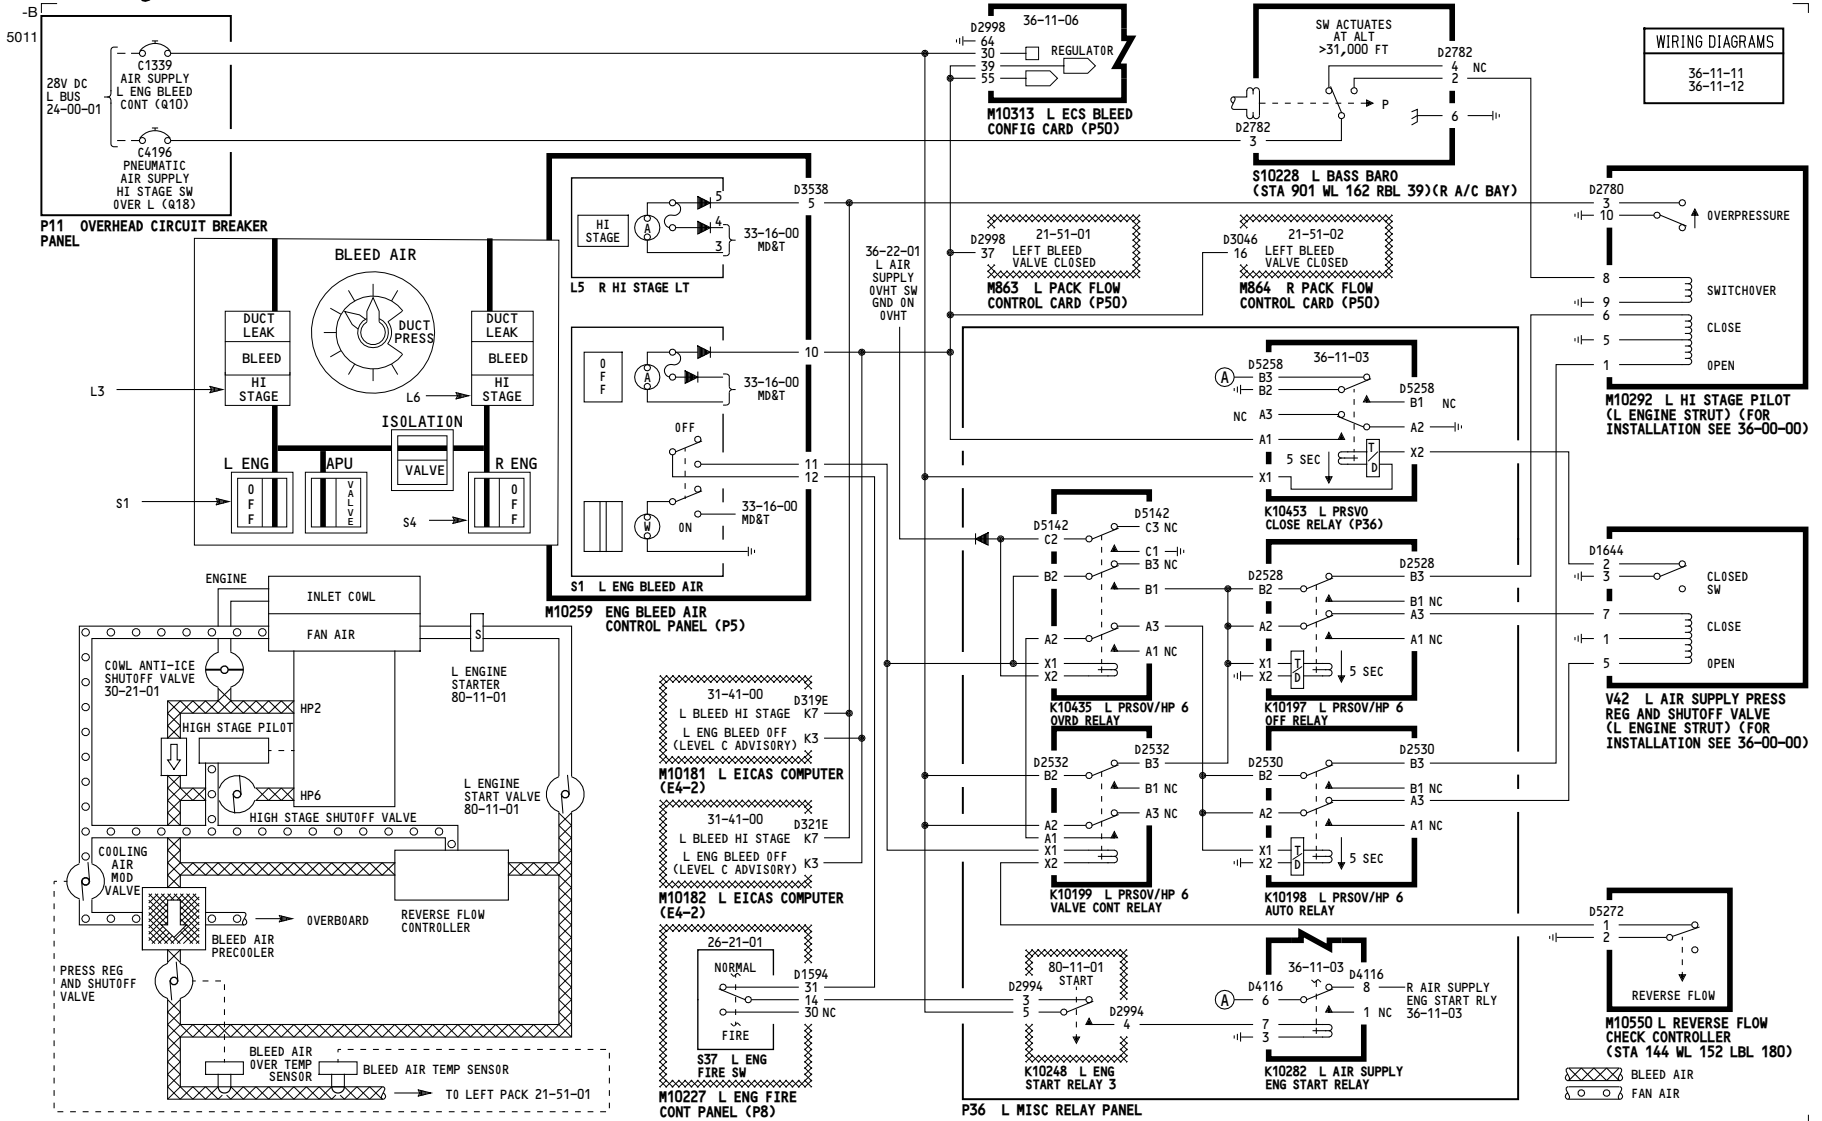 -B
5011
28V DC
L BUS
24-00-01
C1339
AIR SUPPLY
L ENG BLEED
CONT (Q10)
C4196
PNEUMATIC
AIR SUPPLY
HI STAGE SW
OVER L (Q18)
P11 OVERHEAD CIRCUIT BREAKER
PANEL
BLEED AIR
DUCT
LEAK
BLEED
HI
STAGE
DUCT
PRESS
DUCT
LEAK
BLEED
HI
STAGE
L3
L6
ISOLATION
VALVE
L ENG
APU
R ENG
OFF
VALVE
OFF
S1
S4
HI
STAGE
A
5
4
3
33-16-00
MD&T
L5 R HI STAGE LT
OFF
A
33-16-00
MD&T
OFF
ON
W
33-16-00
MD&T
S1 L ENG BLEED AIR
D3538
5
10
11
12
M10259 ENG BLEED AIR
CONTROL PANEL (P5)
36-11-06
D2998
64
30
39
55
REGULATOR
M10313 L ECS BLEED
CONFIG CARD (P50)
SW ACTUATES
AT ALT
>31,000 FT
D2782
4 NC
2
P
6
D2782
3
S10228 L BASS BARO
(STA 901 WL 162 RBL 39)(R A/C BAY)
WIRING DIAGRAMS
36-11-11
36-11-12
D2998
37
21-51-01
LEFT BLEED
VALVE CLOSED
M863 L PACK FLOW
CONTROL CARD (P50)
D3046
16
21-51-02
LEFT BLEED
VALVE CLOSED
M864 R PACK FLOW
CONTROL CARD (P50)
36-22-01
L AIR
SUPPLY
OVHT SW
GND ON
OVHT
D2780
3
10
OVERPRESSURE
8
SWITCHOVER
9
6
CLOSE
5
1
OPEN
M10292 L HI STAGE PILOT
(L ENGINE STRUT) (FOR
INSTALLATION SEE 36-00-00)
36-11-03
D5258
A
B3
B2
D5258
B1 NC
NC A3
A2
A1
5 SEC
T
D
X2
X1
K10453 L PRSVO
CLOSE RELAY (P36)
D5142
C2
D5142
C3 NC
C1
B3 NC
B2
B1
A3
A2
A1 NC
X1
X2
K10435 L PRSOV/HP 6
OVRD RELAY
D2528
B2
D2528
B3
B1 NC
A3
A2
A1 NC
X1
X2
T
D
5 SEC
K10197 L PRSOV/HP 6
OFF RELAY
D2532
B2
D2532
B3
B1 NC
A3 NC
A2
A1
X1
X2
K10199 L PRSOV/HP 6
VALVE CONT RELAY
D2530
B2
D2530
B3
B1 NC
A3
A2
A1 NC
X1
X2
T
D
5 SEC
K10198 L PRSOV/HP 6
AUTO RELAY
D1644
2
3
CLOSED
SW
7
CLOSE
1
5
OPEN
V42 L AIR SUPPLY PRESS
REG AND SHUTOFF VALVE
(L ENGINE STRUT) (FOR
INSTALLATION SEE 36-00-00)
D5272
1
2
REVERSE FLOW
M10550 L REVERSE FLOW
CHECK CONTROLLER
(STA 144 WL 152 LBL 180)
80-11-01
START
D2994
3
5
D2994
4
K10248 L ENG
START RELAY 3
36-11-03
D4116
A
6
D4116
8
R AIR SUPPLY
ENG START RLY
36-11-03
1 NC
7
3
K10282 L AIR SUPPLY
ENG START RELAY
P36 L MISC RELAY PANEL
31-41-00
D319E
L BLEED HI STAGE K7
L ENG BLEED OFF
(LEVEL C ADVISORY) K3
M10181 L EICAS COMPUTER
(E4-2)
31-41-00
D321E
L BLEED HI STAGE K7
L ENG BLEED OFF
(LEVEL C ADVISORY) K3
M10182 L EICAS COMPUTER
(E4-2)
26-21-01
NORMAL
D1594
31
14
30 NC
FIRE
S37 L ENG
FIRE SW
M10227 L ENG FIRE
CONT PANEL (P8)
ENGINE
INLET COWL
FAN AIR
S
COWL ANTI-ICE
SHUTOFF VALVE
30-21-01
L ENGINE
STARTER
80-11-01
HP2
HIGH STAGE PILOT
HP6
L ENGINE
START VALVE
80-11-01
HIGH STAGE SHUTOFF VALVE
COOLING
AIR
MOD
VALVE
OVERBOARD
REVERSE FLOW
CONTROLLER
BLEED AIR
PRECOOLER
PRESS REG
AND SHUTOFF
VALVE
BLEED AIR
OVER TEMP
SENSOR
BLEED AIR TEMP SENSOR
TO LEFT PACK 21-51-01
BLEED AIR
FAN AIR